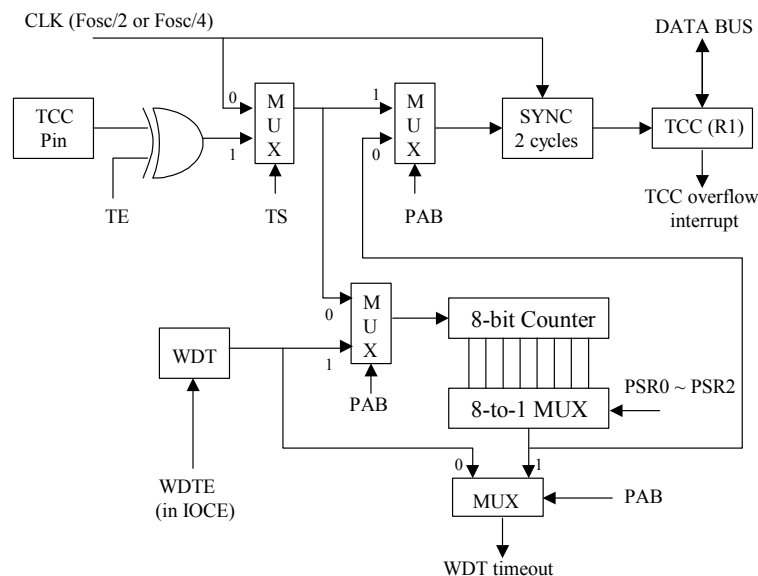 CLK (Fosc/2 or Fosc/4)
DATA BUS
TCC
Pin
0
1
M
U
X
1
0
M
U
X
SYNC
2 cycles
TCC (R1)
TE
TS
PAB
TCC overflow
interrupt
0
1
M
U
X
8-bit Counter
WDT
PAB
8-to-1 MUX
PSR0 ~ PSR2
WDTE
(in IOCE)
0
1
MUX
PAB
WDT timeout